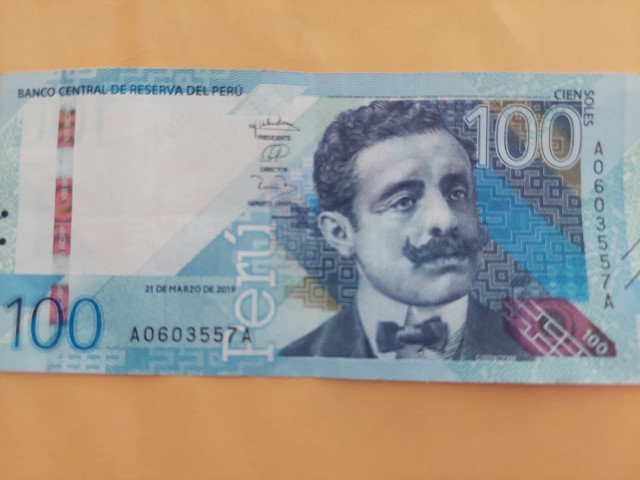 BANCO CENTRAL DE RESERVA DEL PERÚ
CIEN
SOLES
100
PRESIDENTE
DIRECTOR
A0603557A
perú
21 DE MARZO DE 2019
100
A0603557A
100